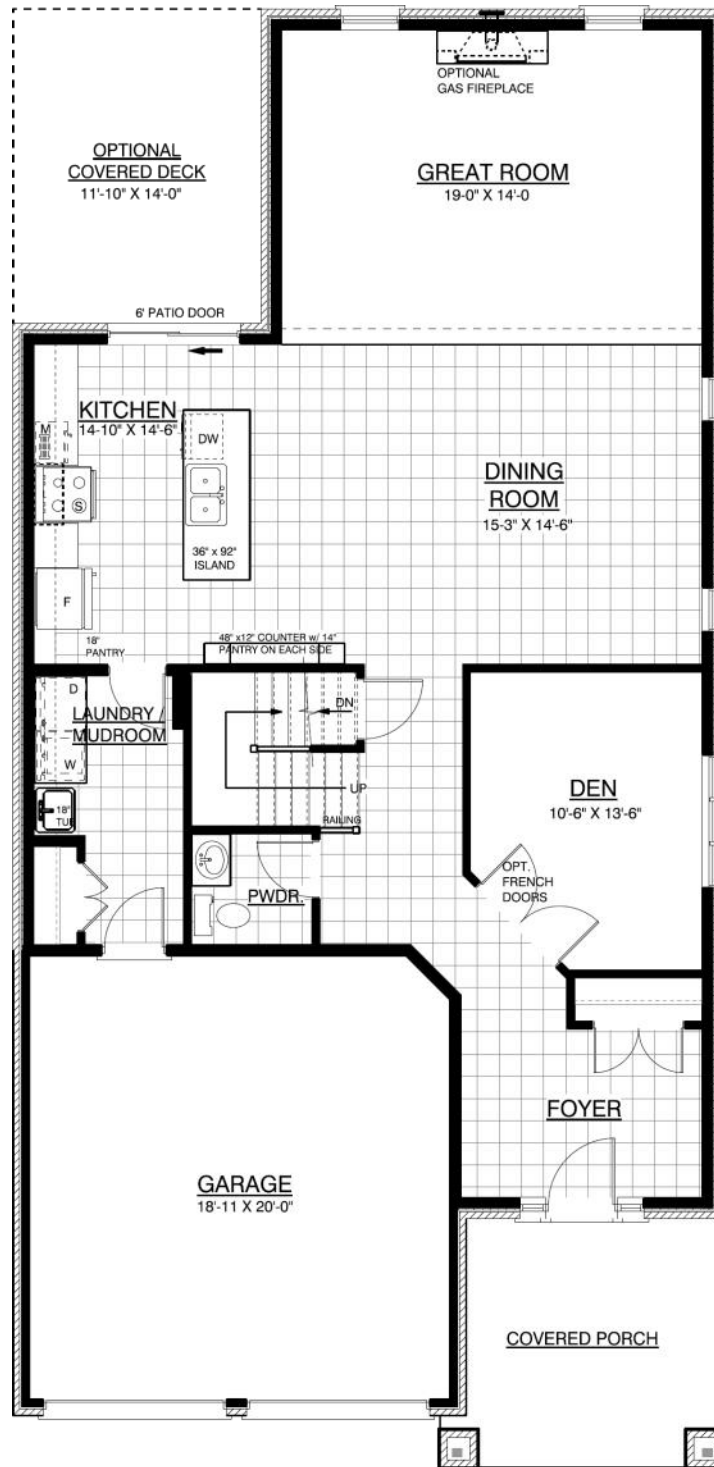 OPTIONAL
GAS FIREPLACE
OPTIONAL
COVERED DECK
11'-10" X 14'-0"
GREAT ROOM
19-0" X 14'-0
6' PATIO DOOR
KITCHEN
14-10" X 14'-6"
M
DW
S
DINING
ROOM
15-3" X 14'-6"
36" x 92"
ISLAND
F
18"
PANTRY
48" x12" COUNTER w/ 14"
PANTRY ON EACH SIDE
D
LAUNDRY /
MUDROOM
W
DN
UP
18"
TUB
RAILING
DEN
10'-6" X 13'-6"
OPT.
FRENCH
DOORS
PWDR.
FOYER
GARAGE
18'-11 X 20'-0"
COVERED PORCH